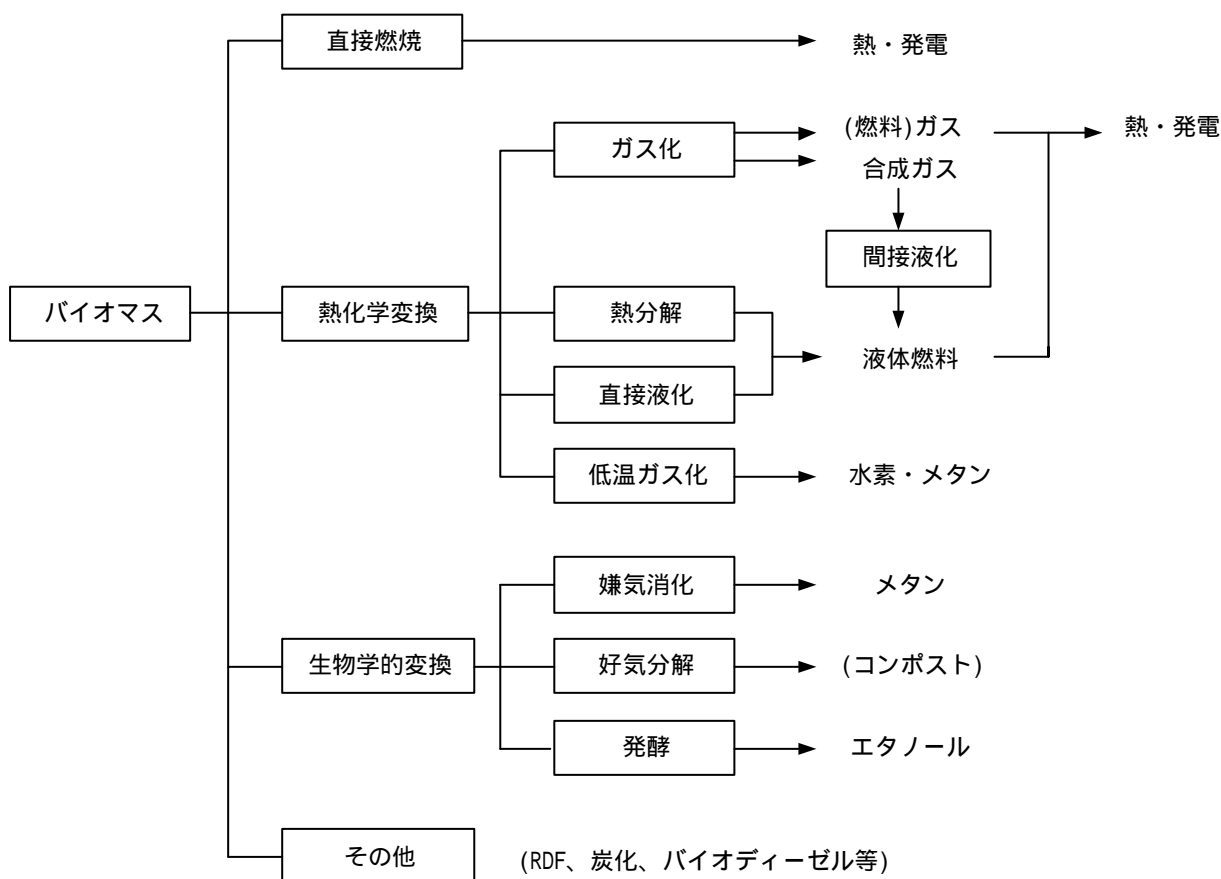 直接燃焼
熱・発電
ガス化
(燃料)ガス
熱・発電
合成ガス
間接液化
バイオマス
熱化学変換
熱分解
液体燃料
直接液化
低温ガス化
水素・メタン
嫌気消化
メタン
生物学的変換
好気分解
(コンポスト)
発酵
エタノール
その他
(RDF、炭化、バイオディーゼル等)